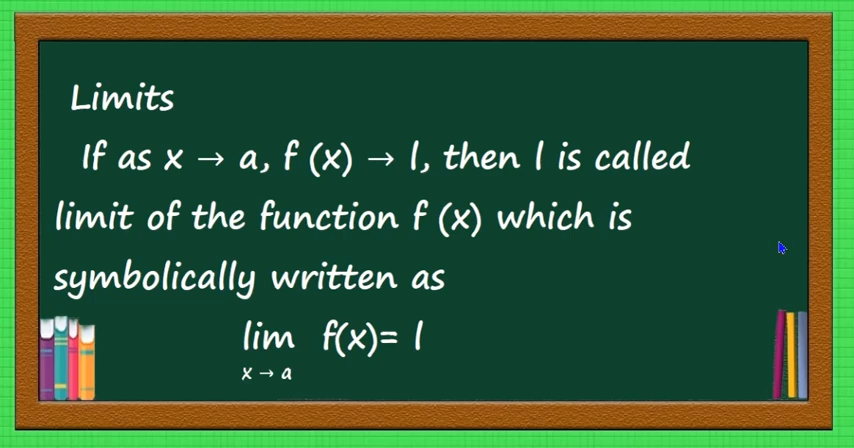 Limits
If as x → a, f (x) → l, then l is called
limit of the function f (x) which is
symbolically written as
lim f(x)= l
x → a